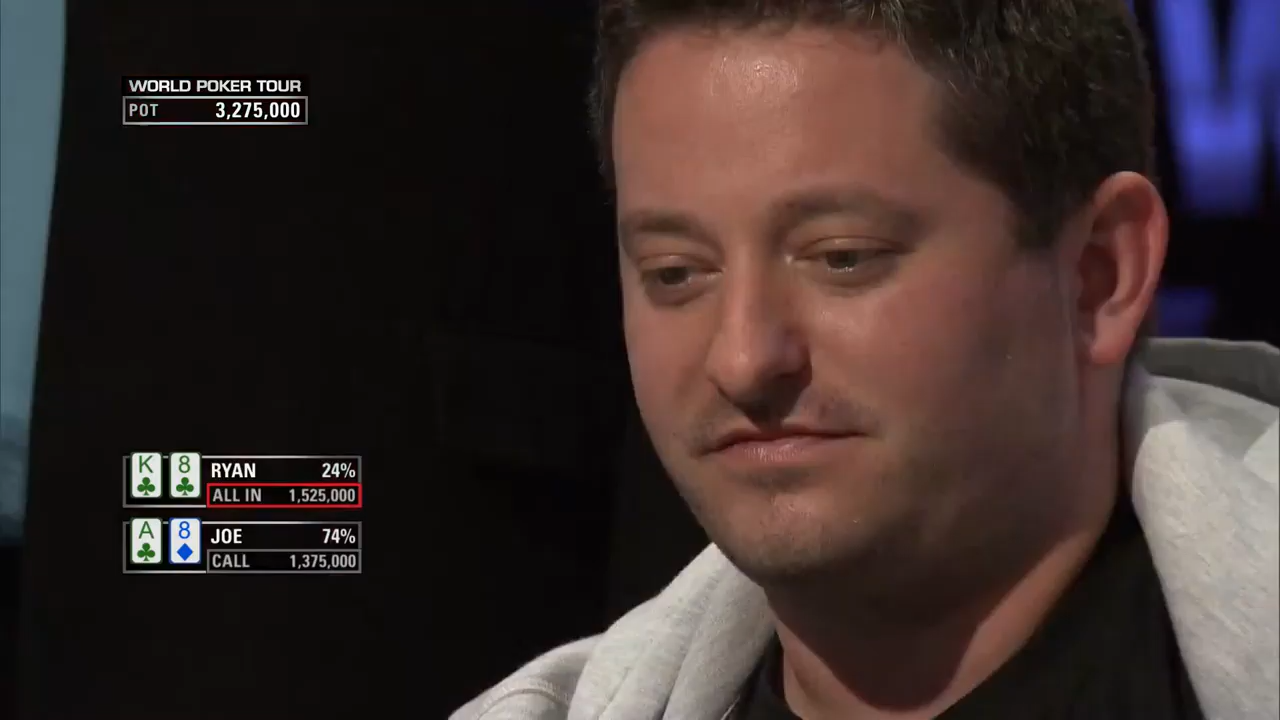 WORLD POKER TOUR
POT 3,275,000
K 8 RYAN 24%
ALL IN 1,525,000
A 8 JOE 74%
CALL 1,375,000